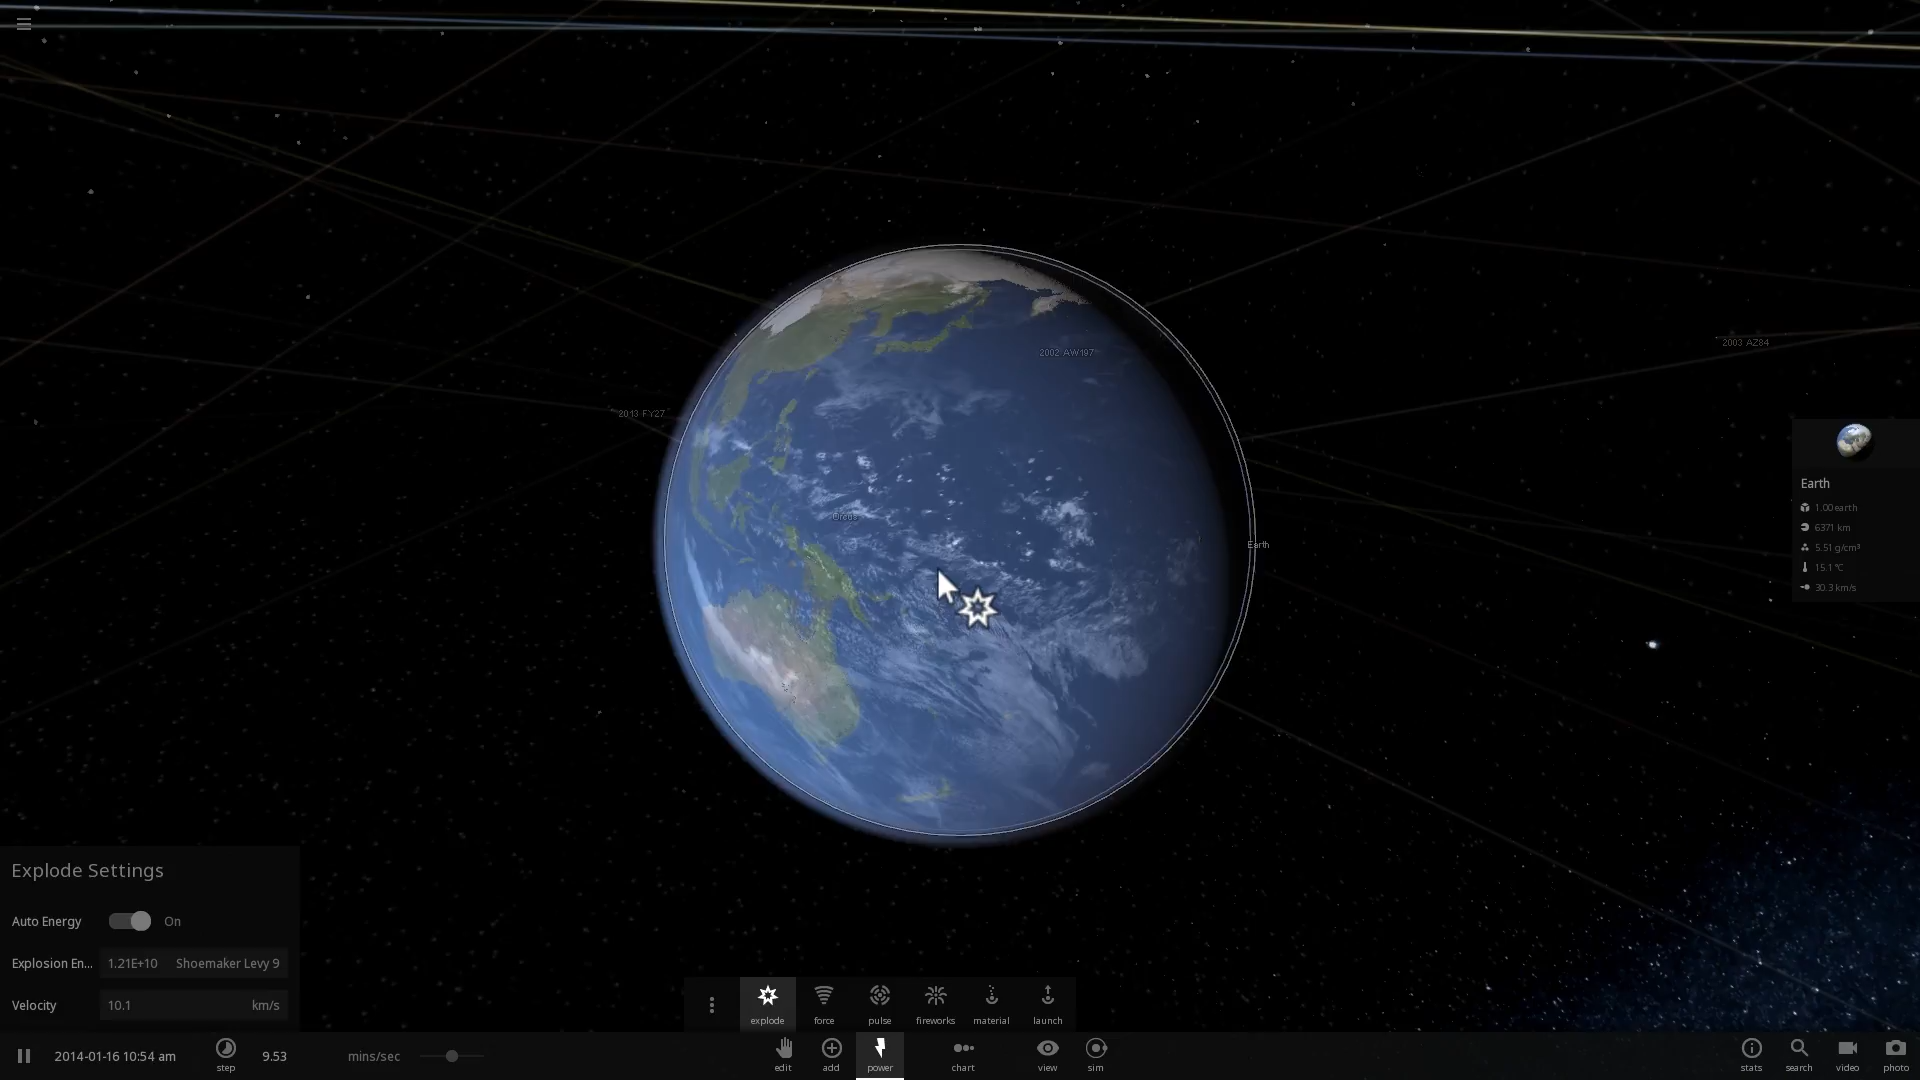 2002 AW197
2003 AZ84
2013 FY27
Orcus
Earth
Earth
1.00 earth
6371 km
5.51 g/cm³
15.1 °C
30.3 km/s
Explode Settings
Auto Energy On
Explosion En... 1.21E+10 Shoemaker Levy 9
Velocity 10.1 km/s
explode force pulse fireworks material launch
2014-01-16 10:54 am step 9.53 mins/sec
edit add power chart view sim
stats search video photo